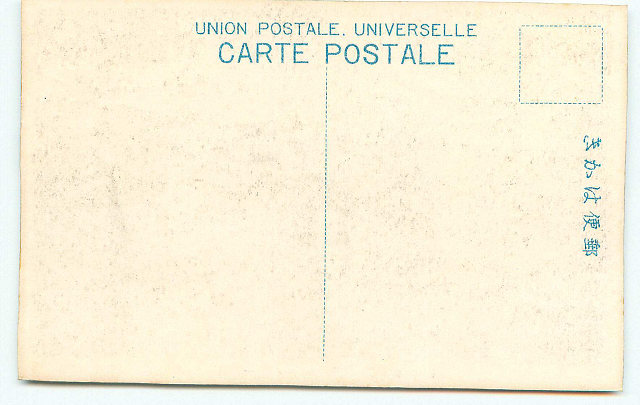 UNION POSTALE. UNIVERSELLE
CARTE POSTALE
郵便はかき